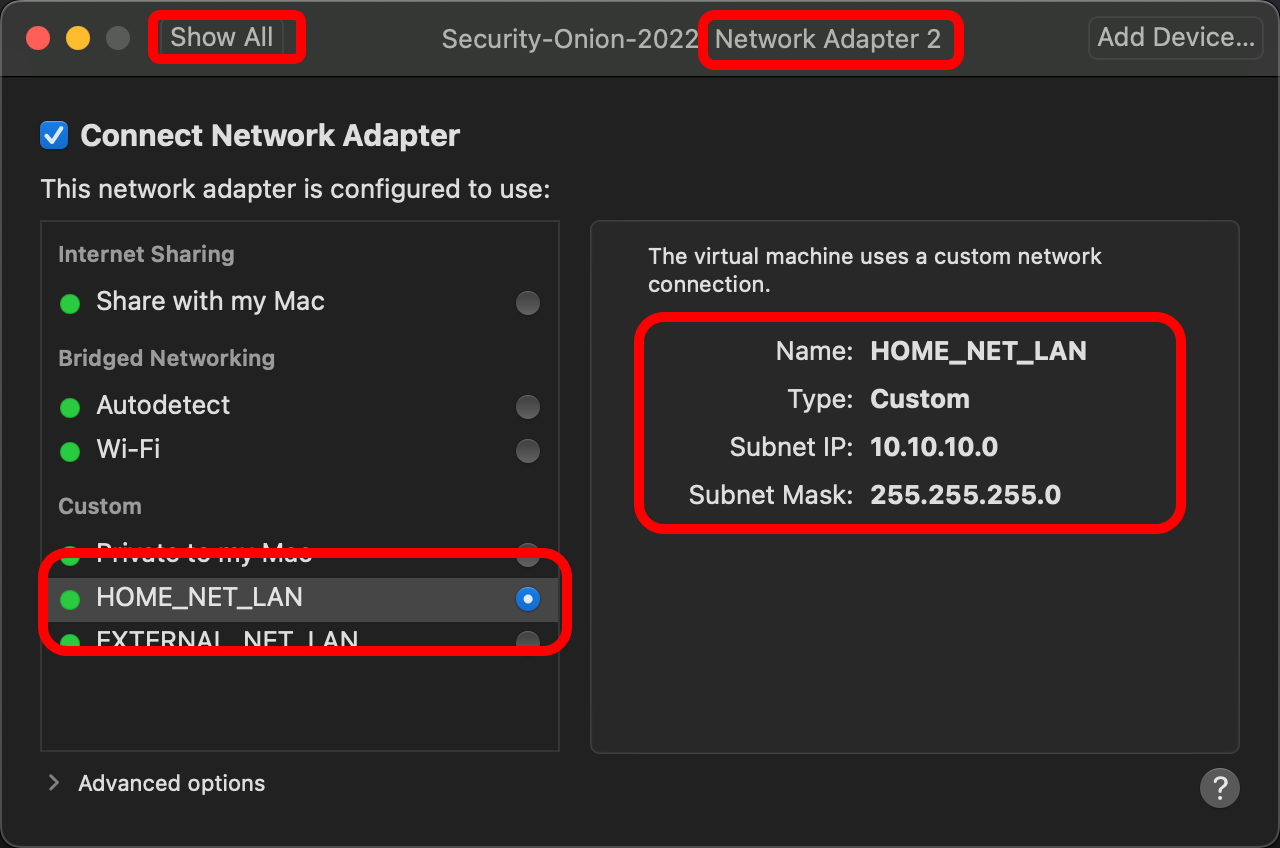 Show All
Security-Onion-2022
Network Adapter 2
Add Device...
Connect Network Adapter
This network adapter is configured to use:
Internet Sharing
Share with my Mac
Bridged Networking
Autodetect
Wi-Fi
Custom
Private to my Mac
HOME_NET_LAN
EXTERNAL_NET_LAN
The virtual machine uses a custom network
connection.
Name: HOME_NET_LAN
Type: Custom
Subnet IP: 10.10.10.0
Subnet Mask: 255.255.255.0
Advanced options
?